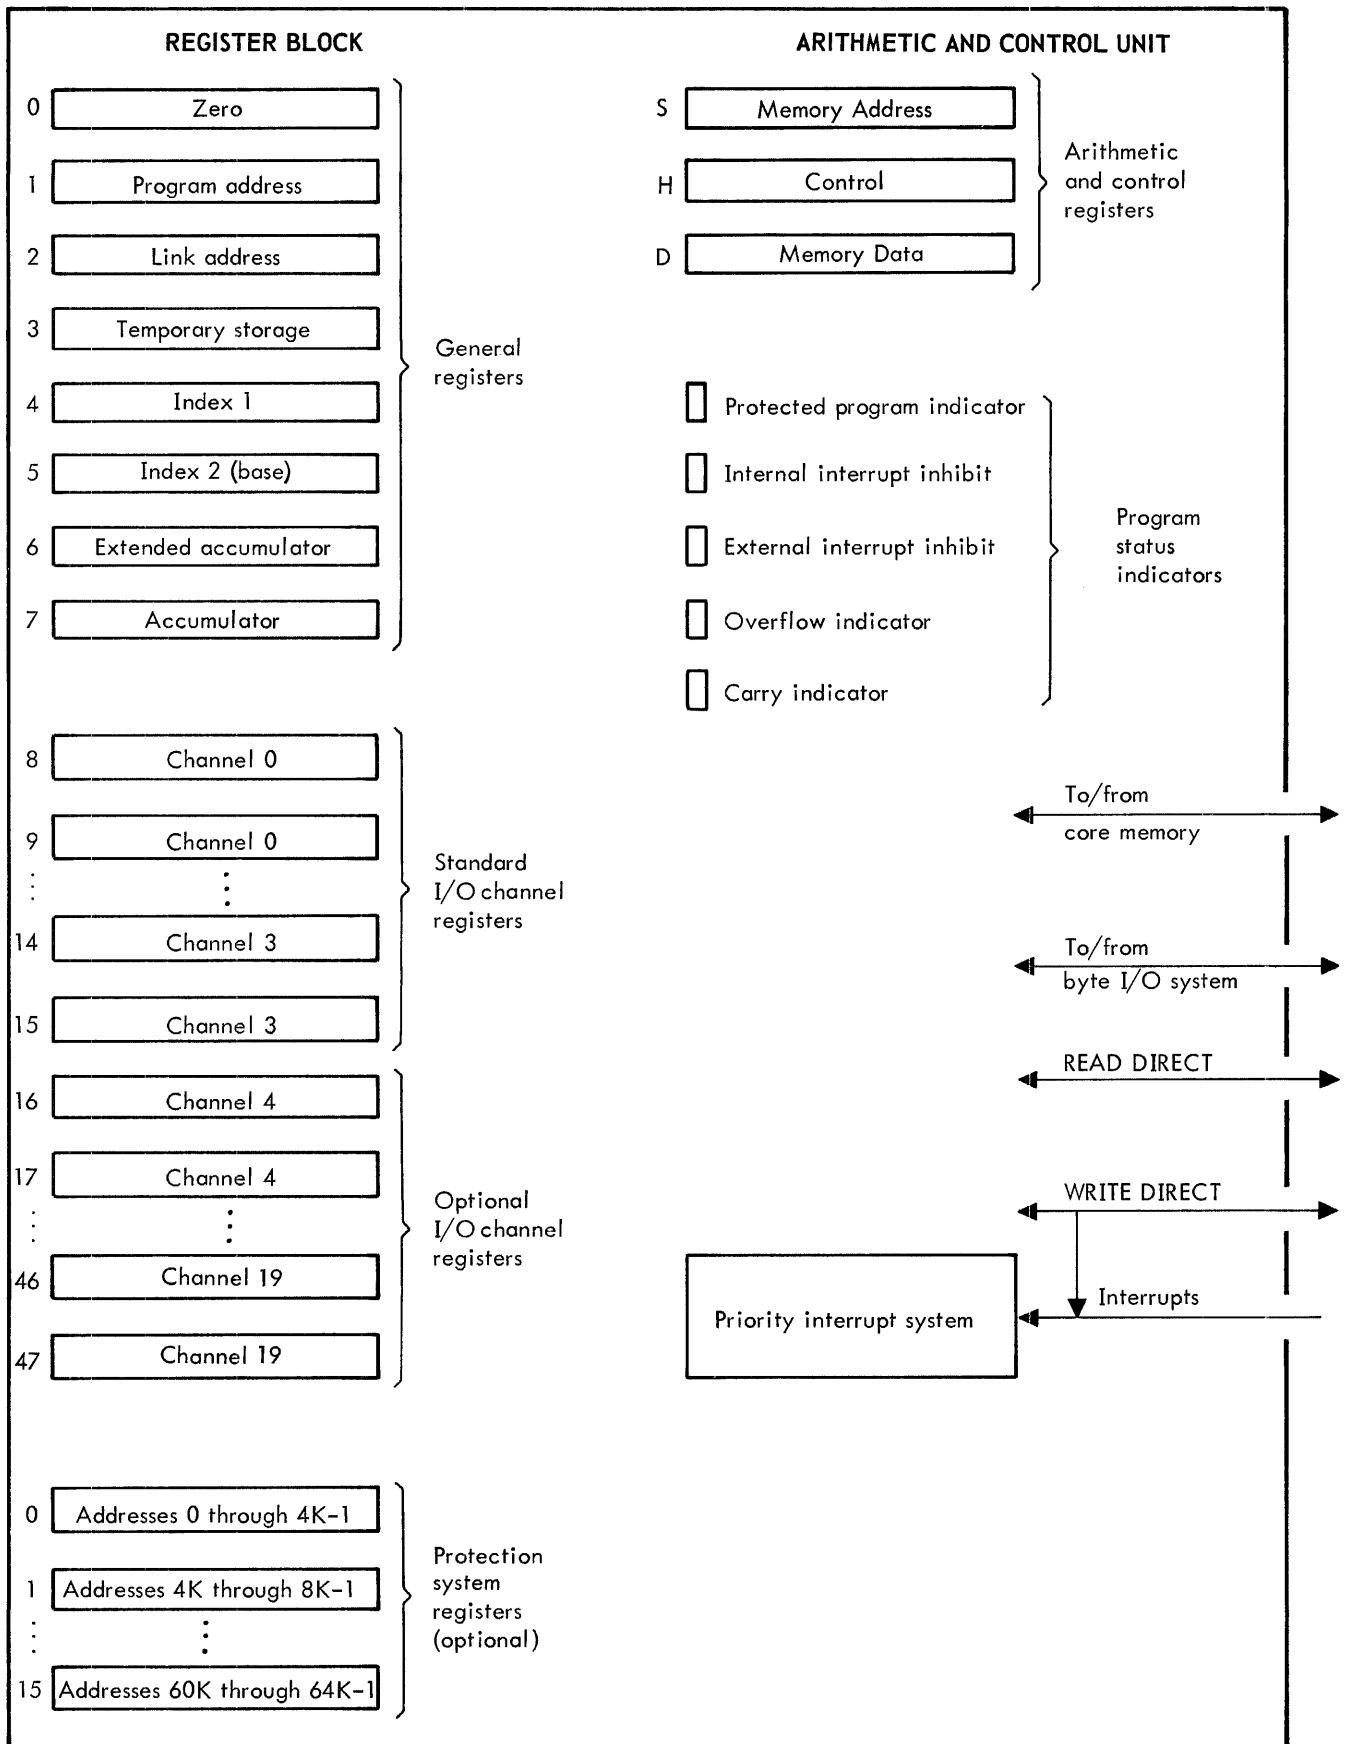 REGISTER BLOCK
0 Zero
1 Program address
2 Link address
3 Temporary storage
4 Index 1
5 Index 2 (base)
6 Extended accumulator
7 Accumulator
General
registers
8 Channel 0
9 Channel 0
14 Channel 3
15 Channel 3
Standard
I/O channel
registers
16 Channel 4
17 Channel 4
46 Channel 19
47 Channel 19
Optional
I/O channel
registers
0 Addresses 0 through 4K-1
1 Addresses 4K through 8K-1
15 Addresses 60K through 64K-1
Protection
system
registers
(optional)
ARITHMETIC AND CONTROL UNIT
S Memory Address
H Control
D Memory Data
Arithmetic
and control
registers
Protected program indicator
Internal interrupt inhibit
External interrupt inhibit
Overflow indicator
Carry indicator
Program
status
indicators
To/from
core memory
To/from
byte I/O system
READ DIRECT
WRITE DIRECT
Interrupts
Priority interrupt system